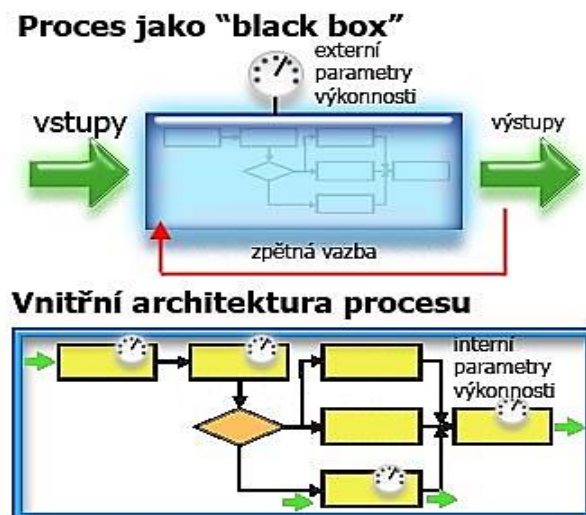 Proces jako “black box”
externí
parametry
výkonnosti
vstupy
výstupy
zpětná vazba
Vnitřní architektura procesu
interní
parametry
výkonnosti